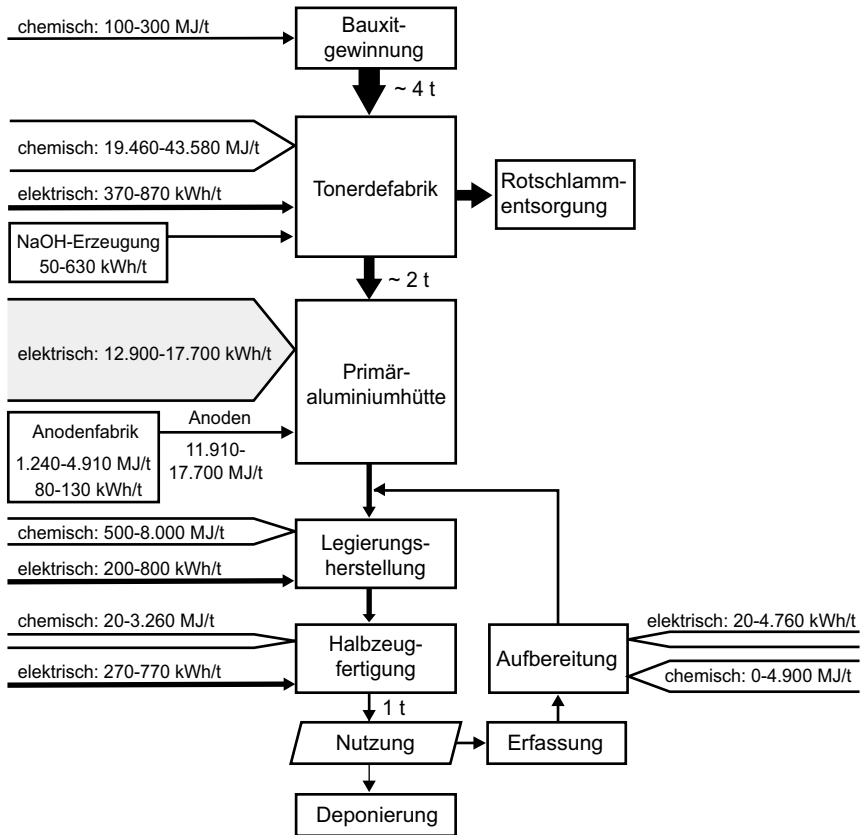 chemisch: 100-300 MJ/t
Bauxit-
gewinnung
~ 4 t
chemisch: 19.460-43.580 MJ/t
elektrisch: 370-870 kWh/t
NaOH-Erzeugung
50-630 kWh/t
Tonerdefabrik
Rotschlamm-
entsorgung
~ 2 t
elektrisch: 12.900-17.700 kWh/t
Primär-
aluminiumhütte
Anodenfabrik
1.240-4.910 MJ/t
80-130 kWh/t
Anoden
11.910-
17.700 MJ/t
chemisch: 500-8.000 MJ/t
elektrisch: 200-800 kWh/t
Legierungs-
herstellung
chemisch: 20-3.260 MJ/t
elektrisch: 270-770 kWh/t
Halbzeug-
fertigung
Aufbereitung
elektrisch: 20-4.760 kWh/t
chemisch: 0-4.900 MJ/t
1 t
Nutzung
Erfassung
Deponierung